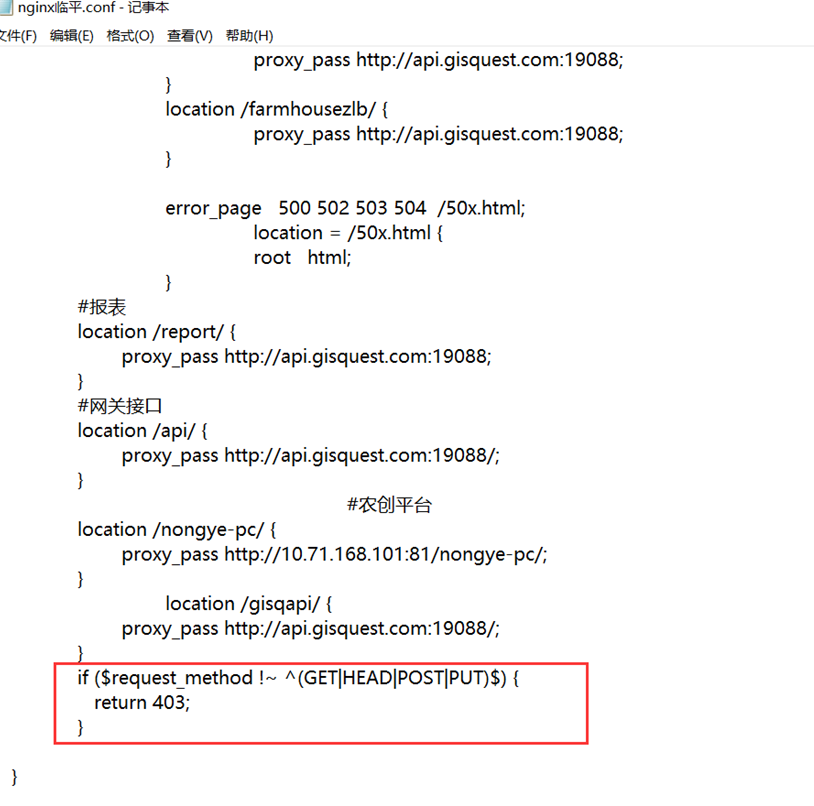 nginx临平.conf - 记事本
文件(F) 编辑(E) 格式(O) 查看(V) 帮助(H)
proxy_pass http://api.gisquest.com:19088;
}
location /farmhousezlb/ {
proxy_pass http://api.gisquest.com:19088;
}
error_page 500 502 503 504 /50x.html;
location = /50x.html {
root html;
}
#报表
location /report/ {
proxy_pass http://api.gisquest.com:19088;
}
#网关接口
location /api/ {
proxy_pass http://api.gisquest.com:19088/;
}
#农创平台
location /nongye-pc/ {
proxy_pass http://10.71.168.101:81/nongye-pc/;
}
location /gisqapi/ {
proxy_pass http://api.gisquest.com:19088/;
}
if ($request_method !~ ^(GET|HEAD|POST|PUT)$) {
return 403;
}
}